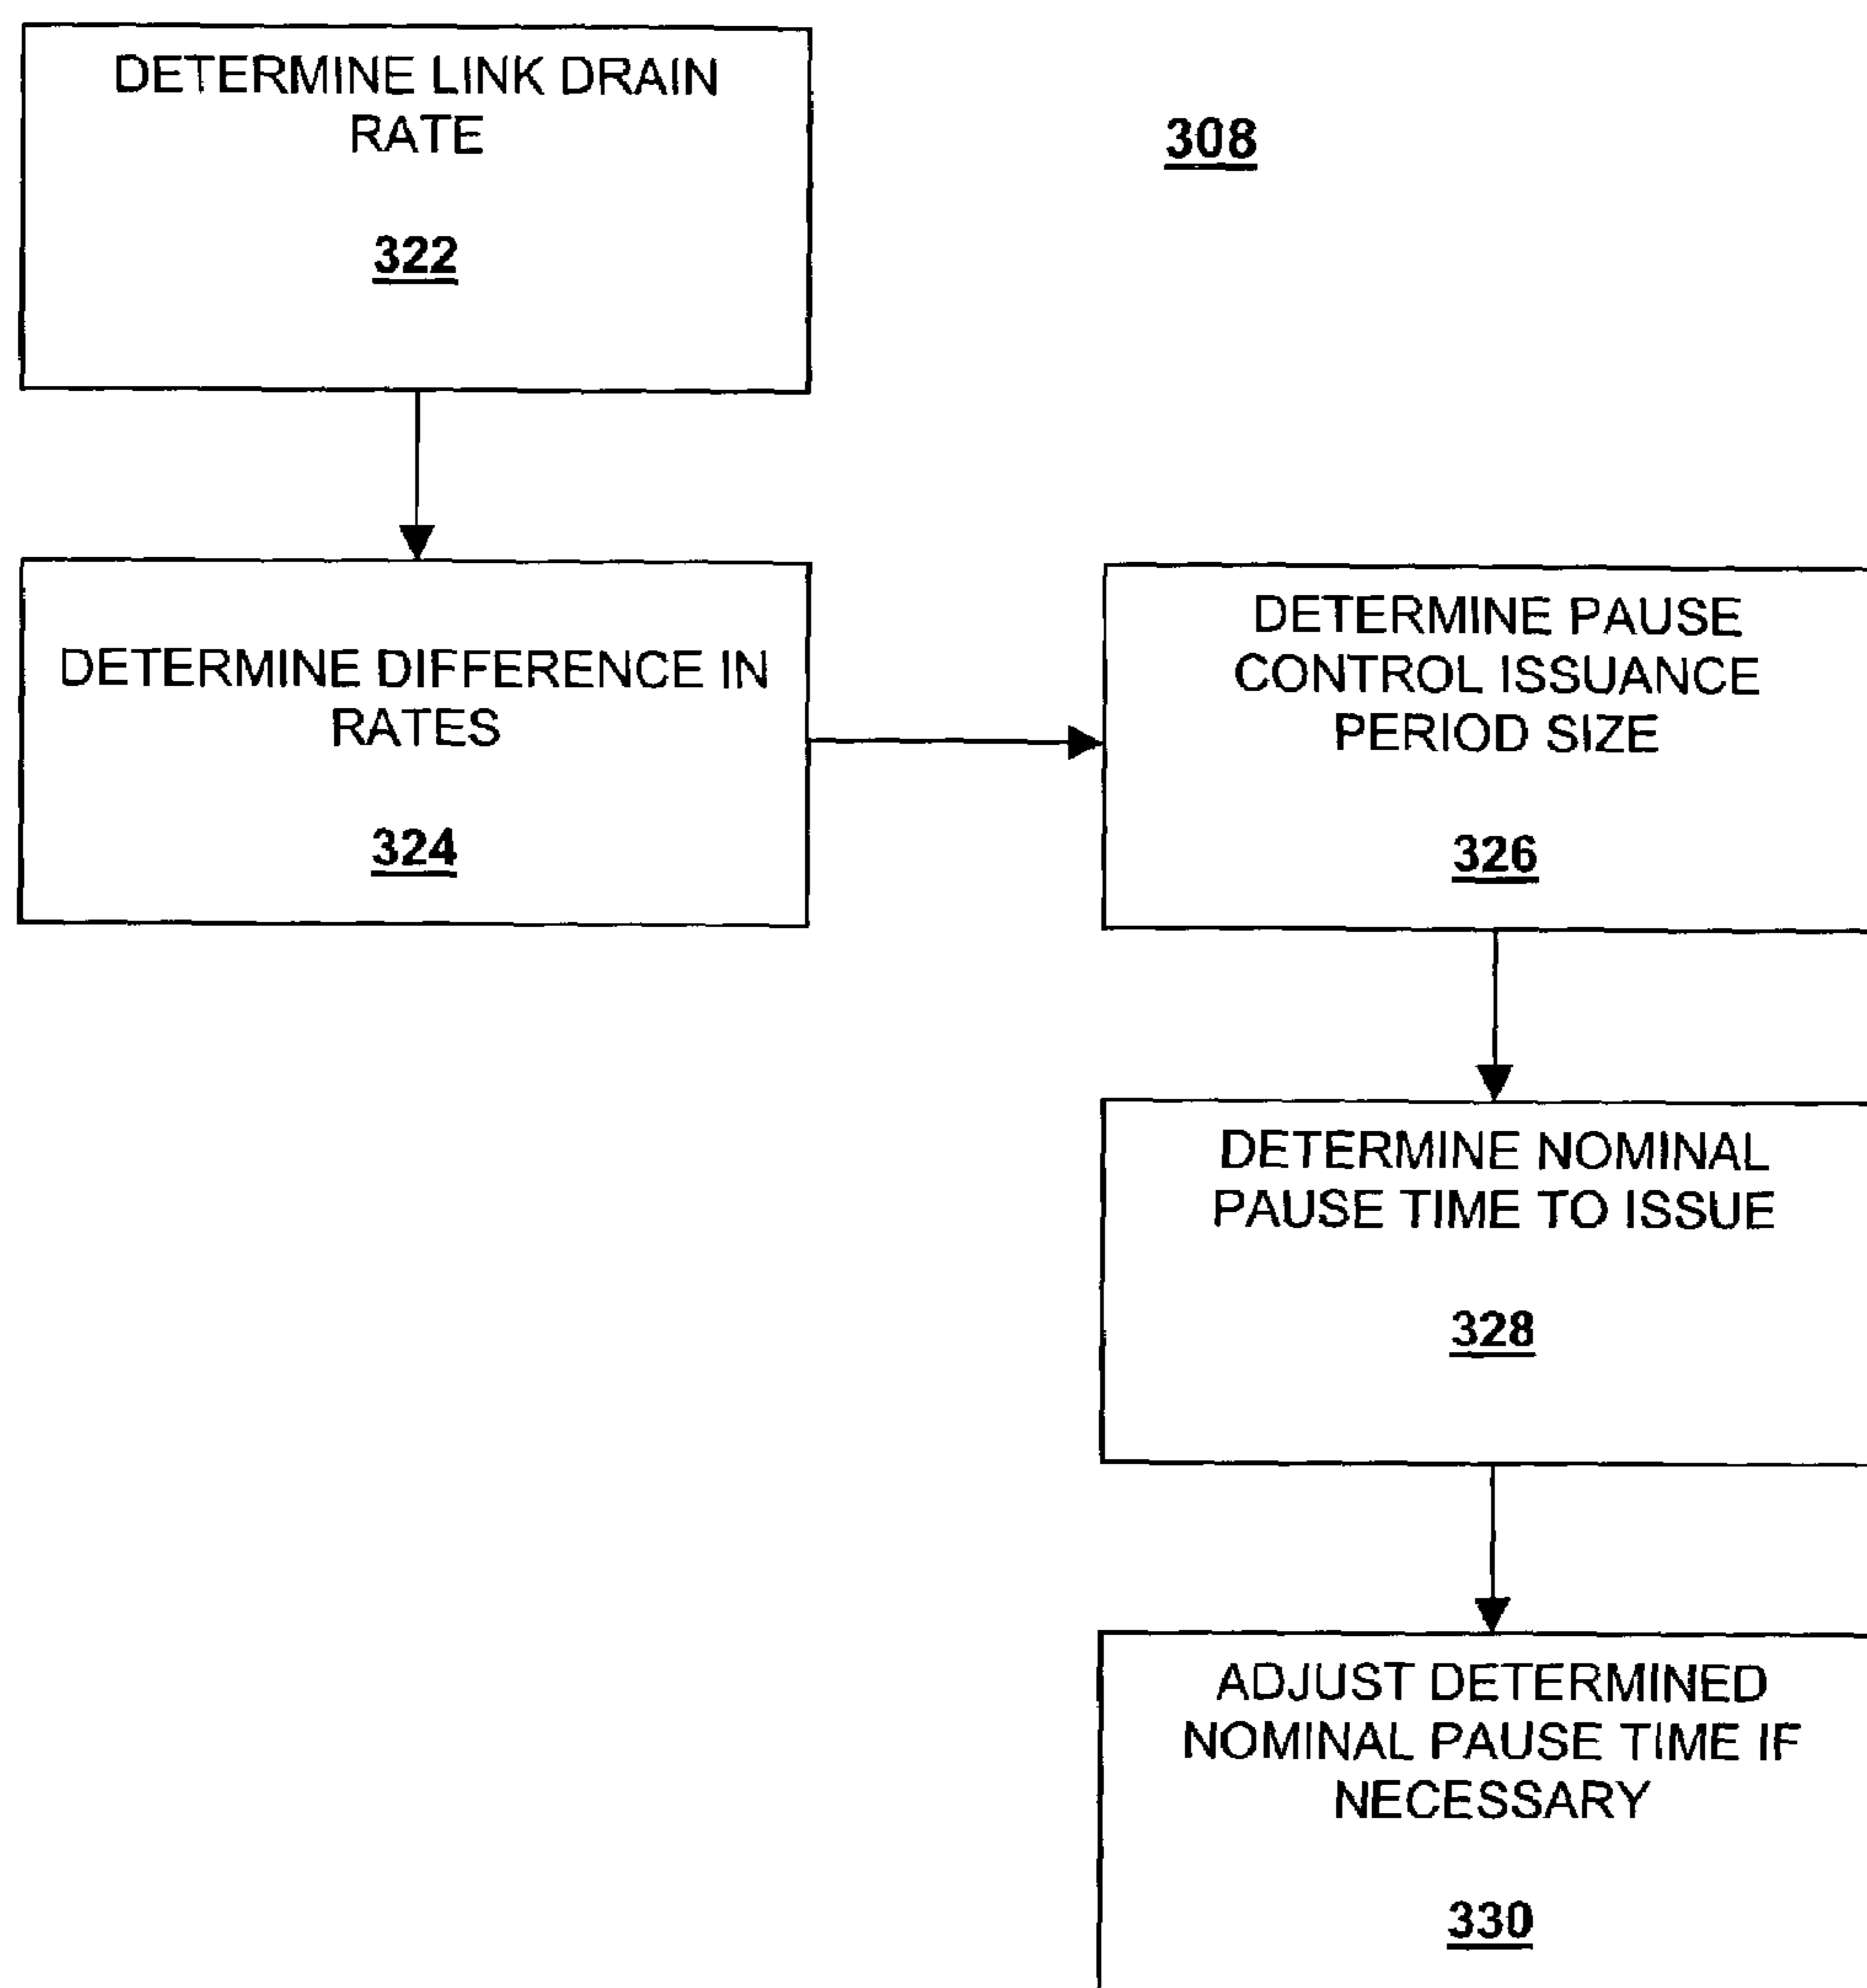 DETERMINE LINK DRAIN
RATE
322
308
DETERMINE DIFFERENCE IN
RATES
324
DETERMINE PAUSE
CONTROL ISSUANCE
PERIOD SIZE
326
DETERMINE NOMINAL
PAUSE TIME TO ISSUE
328
ADJUST DETERMINED
NOMINAL PAUSE TIME IF
NECESSARY
330